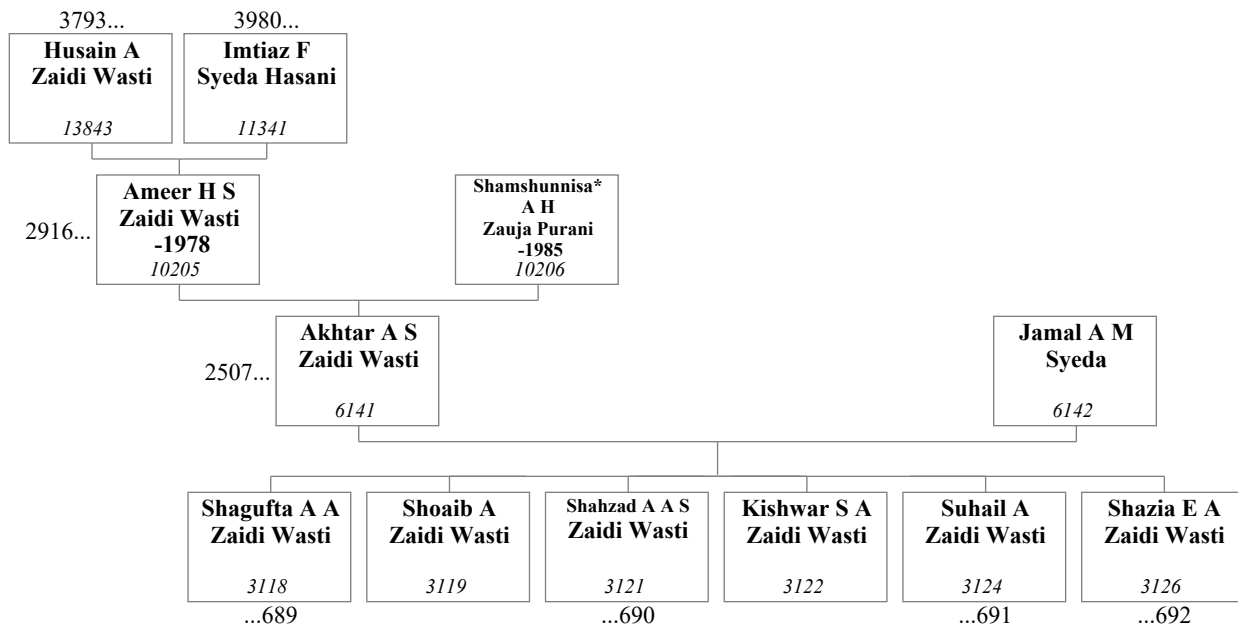 3793...
3980...
Husain A
Zaidi Wasti
13843
Imtiaz F
Syeda Hasani
11341
2916...
Ameer H S
Zaidi Wasti
-1978
10205
Shamshunnisa*
A H
Zauja Purani
-1985
10206
2507...
Akhtar A S
Zaidi Wasti
6141
Jamal A M
Syeda
6142
Shagufta A A
Zaidi Wasti
3118
...689
Shoaib A
Zaidi Wasti
3119
Shahzad A A S
Zaidi Wasti
3121
...690
Kishwar S A
Zaidi Wasti
3122
Suhail A
Zaidi Wasti
3124
...691
Shazia E A
Zaidi Wasti
3126
...692